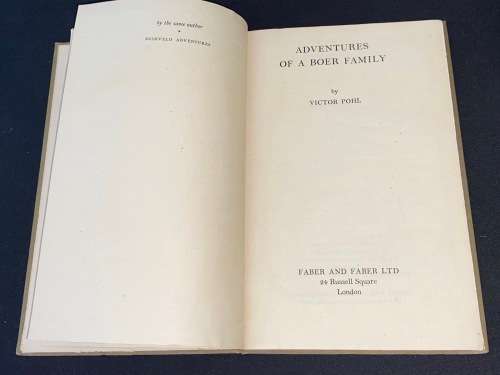 by the same author
BUSHVELD ADVENTURES
ADVENTURES
OF A BOER FAMILY
by
VICTOR POHL
FABER AND FABER LTD
24 Russell Square
London